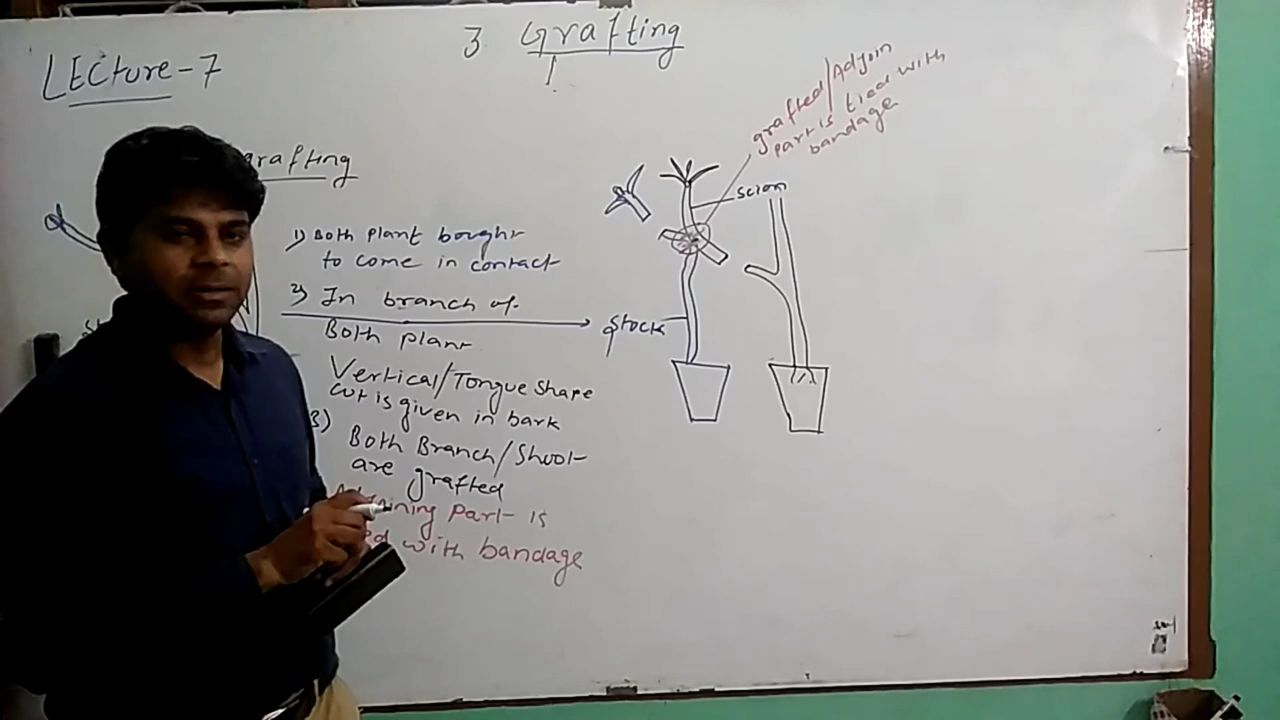 LECture-7
3. Grafting
grafting
grafted/Adjoin
part is tied with
bandage
scion
1) Both plant bought
to come in contact
2) In branch of
Both plant
Vertical/Tongue shape
cut is given in bark
3)
Both Branch/Shoot
are grafted
part is
with bandage
stock